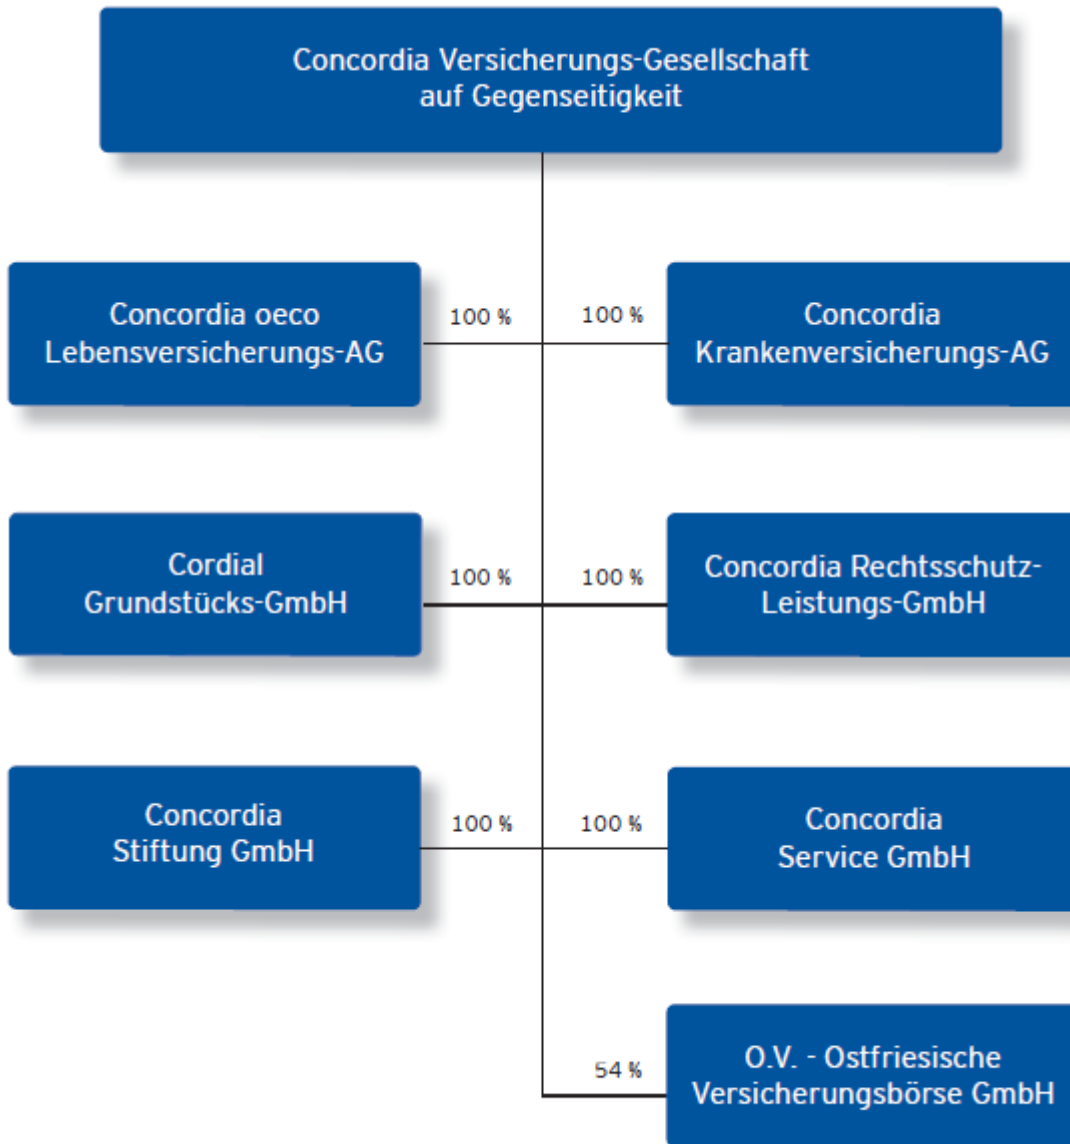 Concordia Versicherungs-Gesellschaft
auf Gegenseitigkeit
Concordia oeco
Lebensversicherungs-AG
100 %
100 %
Concordia
Krankenversicherungs-AG
Cordial
Grundstücks-GmbH
100 %
100 %
Concordia Rechtsschutz-
Leistungs-GmbH
Concordia
Stiftung GmbH
100 %
100 %
Concordia
Service GmbH
54 %
O.V. - Ostfriesische
Versicherungsbörse GmbH